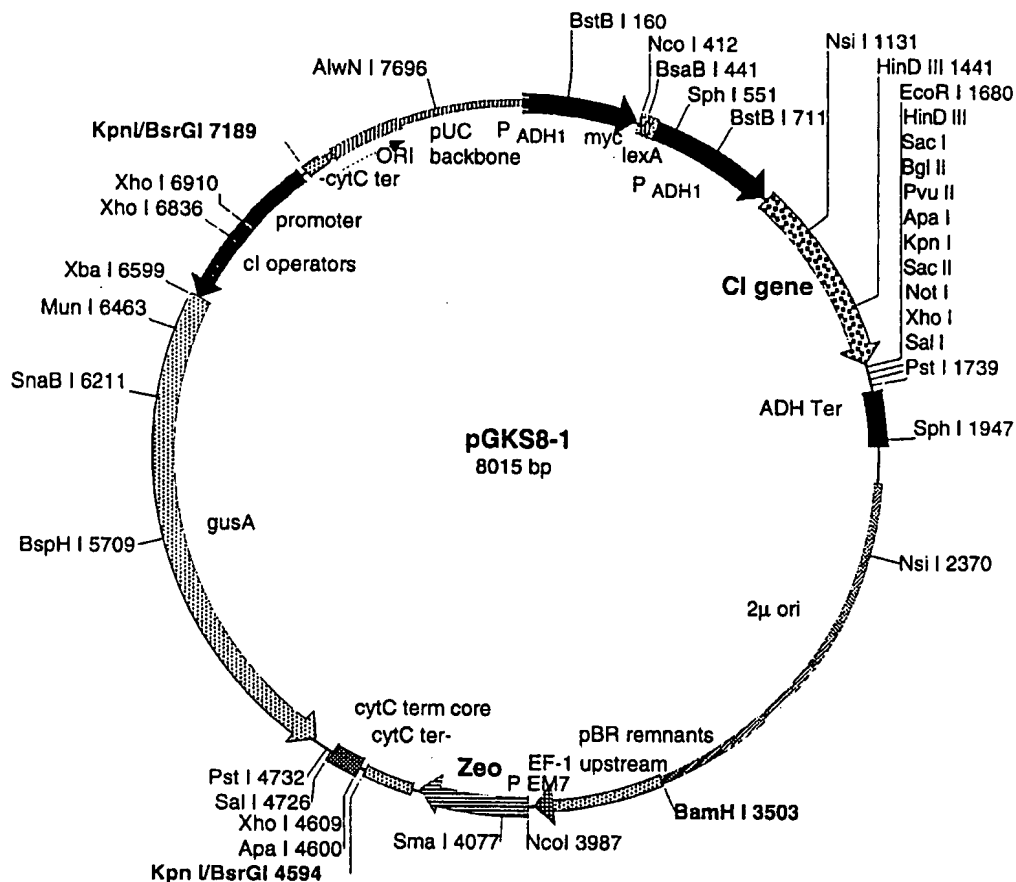 BstB I 160
Nco I 412
BsaB I 441
Sph I 551
BstB I 711
Nsi I 1131
HinD III 1441
EcoR I 1680
HinD III
Sac I
Bgl II
Pvu II
Apa I
Kpn I
Sac II
Not I
Xho I
Sal I
Pst I 1739
AlwN I 7696
KpnI/BsrGI 7189
Xho I 6910
Xho I 6836
Xba I 6599
Mun I 6463
SnaB I 6211
BspH I 5709
pUC
backbone
ORI
-cytC ter
promoter
cI operators
P ADH1
myc
lexA
P ADH1
CI gene
ADH Ter
Sph I 1947
pGKS8-1
8015 bp
gusA
Nsi I 2370
2µ ori
cytC term core
cytC ter-
pBR remnants
EF-1 upstream
Zeo
P EM7
BamH I 3503
Pst I 4732
Sal I 4726
Xho I 4609
Apa I 4600
Kpn I/BsrGI 4594
Sma I 4077
NcoI 3987